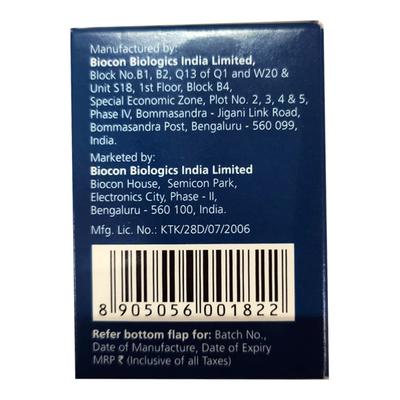 Manufactured by:
Biocon Biologics India Limited,
Block No.B1, B2, Q13 of Q1 and W20 &
Unit S18, 1st Floor, Block B4,
Special Economic Zone, Plot No. 2, 3, 4 & 5,
Phase IV, Bommasandra - Jigani Link Road,
Bommasandra Post, Bengaluru - 560 099,
India.
Marketed by:
Biocon Biologics India Limited
Biocon House, Semicon Park,
Electronics City, Phase - II,
Bengaluru - 560 100, India.
Mfg. Lic. No.: KTK/28D/07/2006
8 905056 001822
Refer bottom flap for: Batch No.,
Date of Manufacture, Date of Expiry
MRP ₹ (Inclusive of all Taxes)